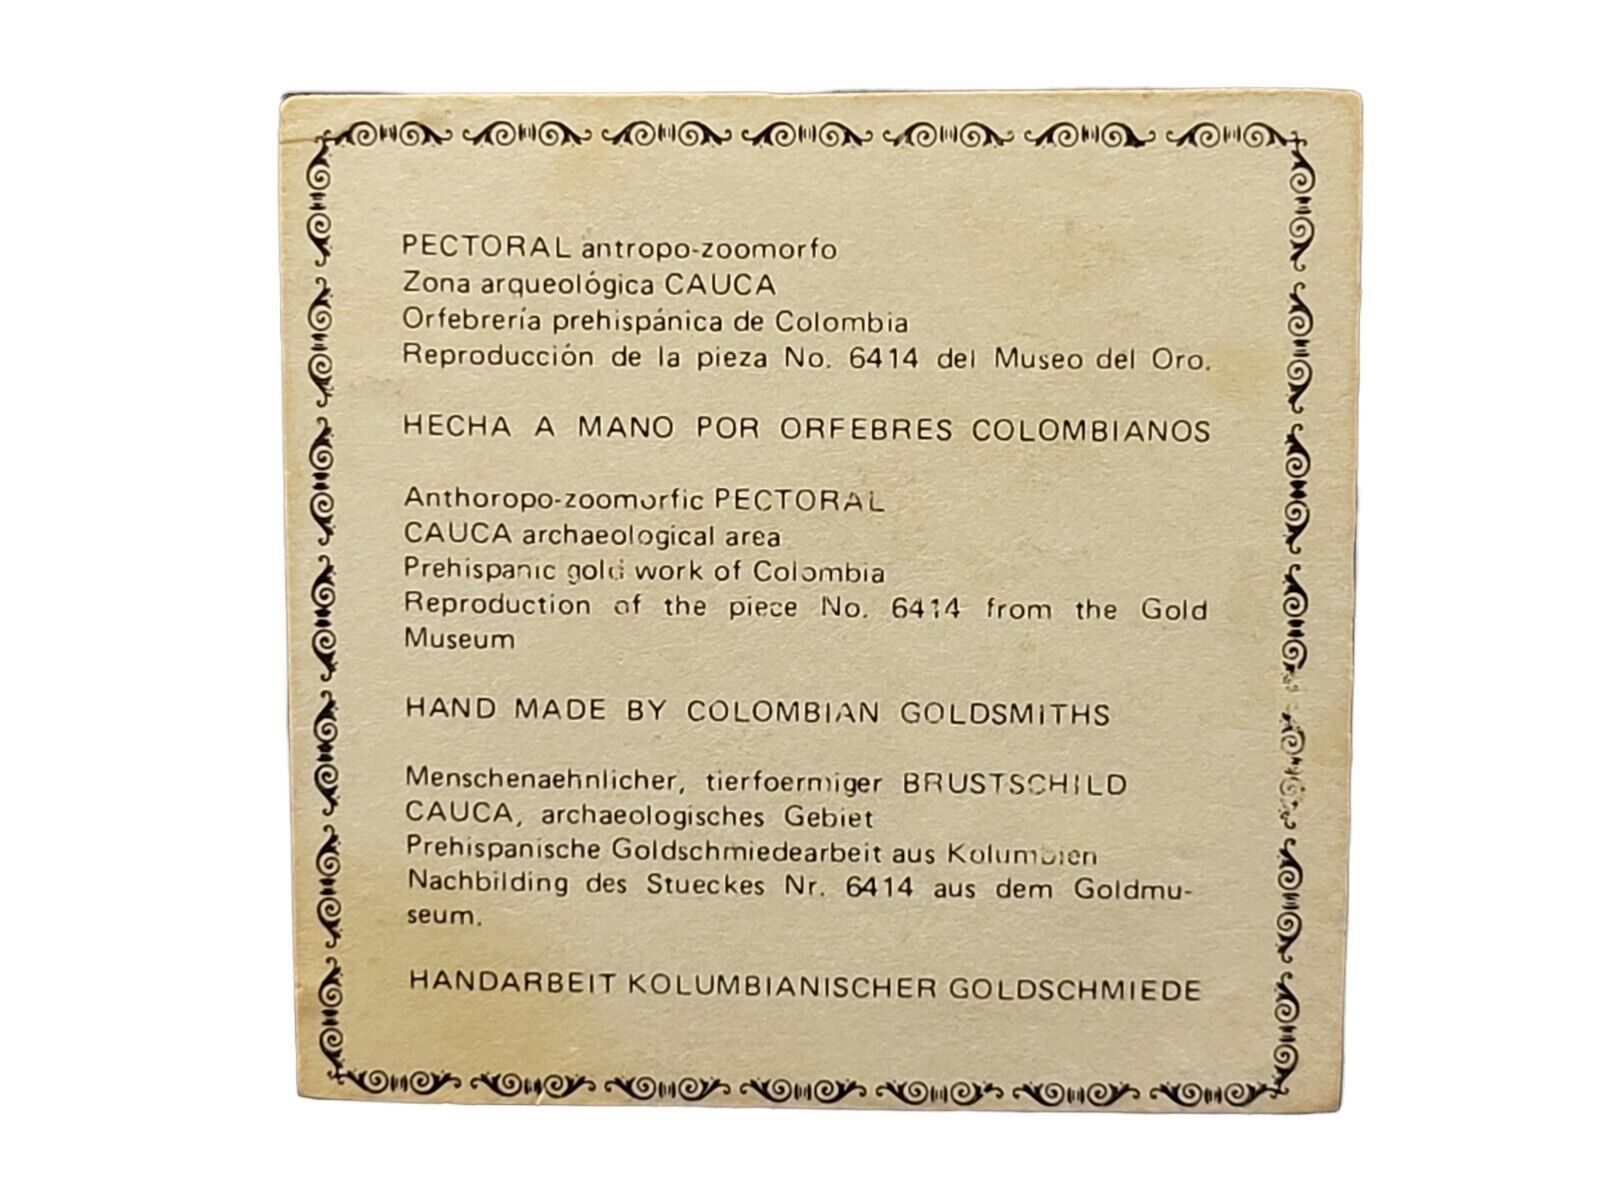 PECTORAL antropo-zoomorfo
Zona arqueológica CAUCA
Orfebrería prehispánica de Colombia
Reproducción de la pieza No. 6414 del Museo del Oro.
HECHA A MANO POR ORFEBRES COLOMBIANOS
Anthoropo-zoomorfic PECTORAL
CAUCA archaeological area
Prehispanic gold work of Colombia
Reproduction of the piece No. 6414 from the Gold
Museum
HAND MADE BY COLOMBIAN GOLDSMITHS
Menschenaehnlicher, tierfoermiger BRUSTSCHILD
CAUCA, archaeologisches Gebiet
Prehispanische Goldschmiedearbeit aus Kolumbien
Nachbilding des Stueckes Nr. 6414 aus dem Goldmu-
seum.
HANDARBEIT KOLUMBIANISCHER GOLDSCHMIEDE